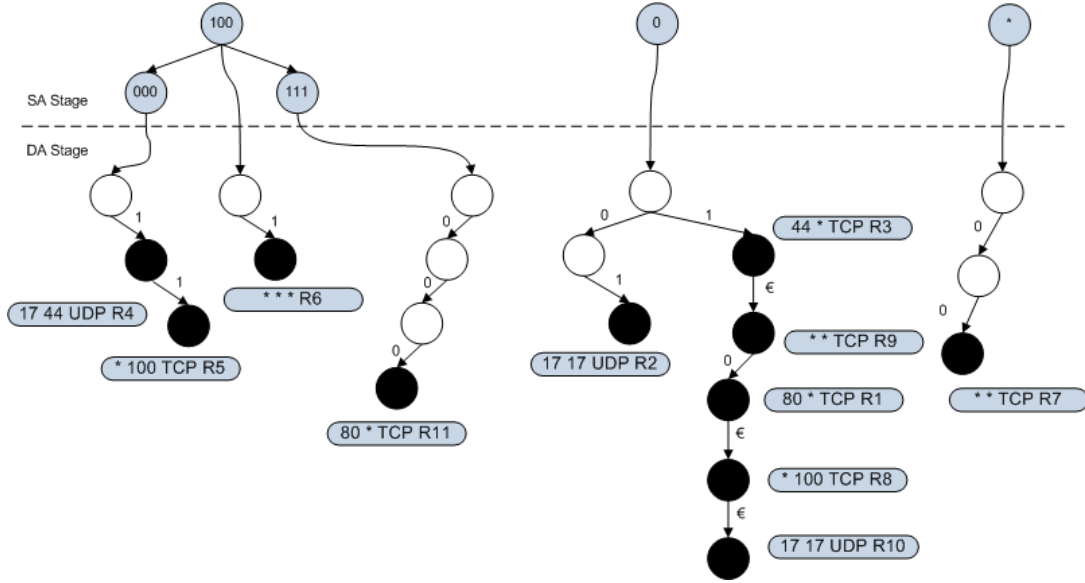 100
0
*
000
111
SA Stage
DA Stage
1
1
0
0
1
0
44 * TCP R3
0
1
0
1
€
17 44 UDP R4
* * * R6
* 100 TCP R5
0
17 17 UDP R2
* * TCP R9
0
0
80 * TCP R1
* * TCP R7
80 * TCP R11
€
* 100 TCP R8
€
17 17 UDP R10